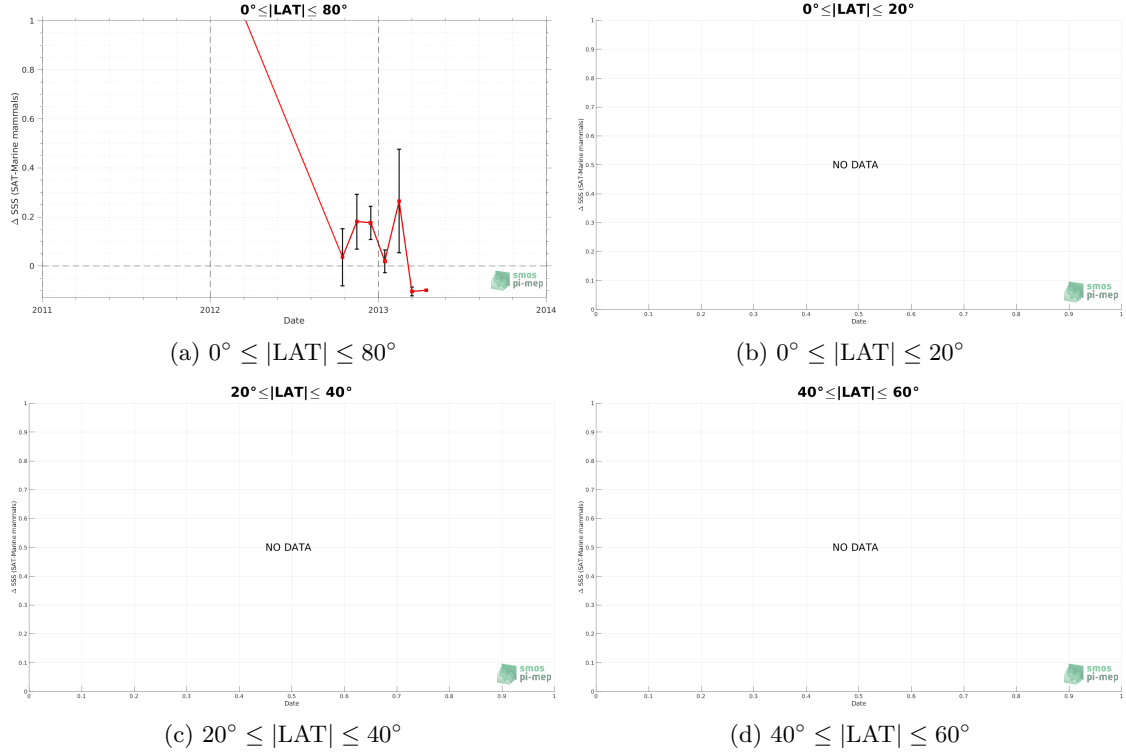 0°≤|LAT|≤ 80°
1
0.8
0.6
0.4
0.2
0
Δ SSS (SAT-Marine mammals)
2011
2012
2013
2014
Date
smos
pi-mep
(a) 0° ≤ |LAT| ≤ 80°
0°≤|LAT|≤ 20°
1
0.9
0.8
0.7
0.6
0.5
0.4
0.3
0.2
0.1
0
Δ SSS (SAT-Marine mammals)
NO DATA
0 0.1 0.2 0.3 0.4 0.5 0.6 0.7 0.8 0.9 1
Date
smos
pi-mep
(b) 0° ≤ |LAT| ≤ 20°
20°≤|LAT|≤ 40°
1
0.9
0.8
0.7
0.6
0.5
0.4
0.3
0.2
0.1
0
Δ SSS (SAT-Marine mammals)
NO DATA
0 0.1 0.2 0.3 0.4 0.5 0.6 0.7 0.8 0.9 1
Date
smos
pi-mep
(c) 20° ≤ |LAT| ≤ 40°
40°≤|LAT|≤ 60°
1
0.9
0.8
0.7
0.6
0.5
0.4
0.3
0.2
0.1
0
Δ SSS (SAT-Marine mammals)
NO DATA
0 0.1 0.2 0.3 0.4 0.5 0.6 0.7 0.8 0.9 1
Date
smos
pi-mep
(d) 40° ≤ |LAT| ≤ 60°